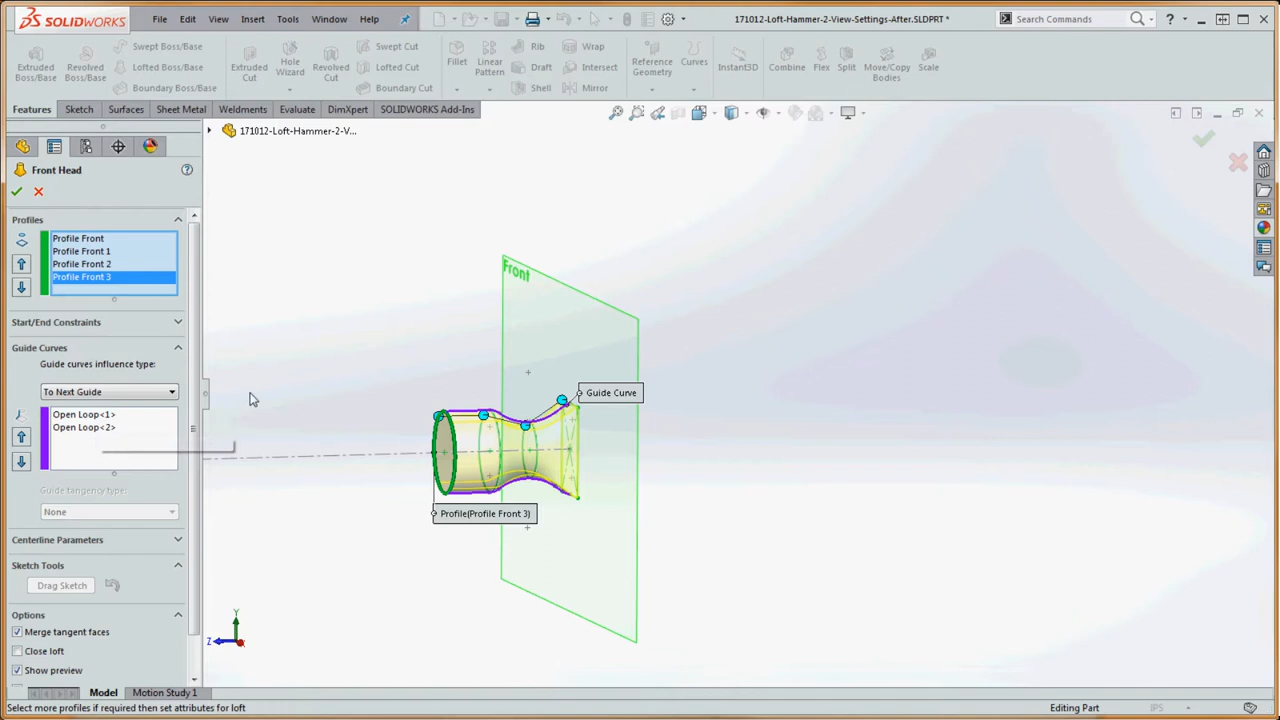 SOLIDWORKS
File Edit View Insert Tools Window Help
171012-Loft-Hammer-2-View-Settings-After.SLDPRT *
Search Commands
Extruded Boss/Base
Revolved Boss/Base
Swept Boss/Base
Lofted Boss/Base
Boundary Boss/Base
Extruded Cut
Hole Wizard
Revolved Cut
Swept Cut
Lofted Cut
Boundary Cut
Fillet
Linear Pattern
Rib
Draft
Shell
Wrap
Intersect
Mirror
Reference Geometry
Curves
Instant3D
Combine
Flex
Split
Move/Copy Bodies
Scale
Features Sketch Surfaces Sheet Metal Weldments Evaluate DimXpert SOLIDWORKS Add-Ins
171012-Loft-Hammer-2-V...
Front Head
Profiles
Profile Front
Profile Front 1
Profile Front 2
Profile Front 3
Start/End Constraints
Guide Curves
Guide curves influence type:
To Next Guide
Open Loop<1>
Open Loop<2>
Guide tangency type:
None
Centerline Parameters
Sketch Tools
Drag Sketch
Options
Merge tangent faces
Close loft
Show preview
Front
Guide Curve
Profile(Profile Front 3)
Y
Z
Model Motion Study 1
Select more profiles if required then set attributes for loft
Editing Part
IPS